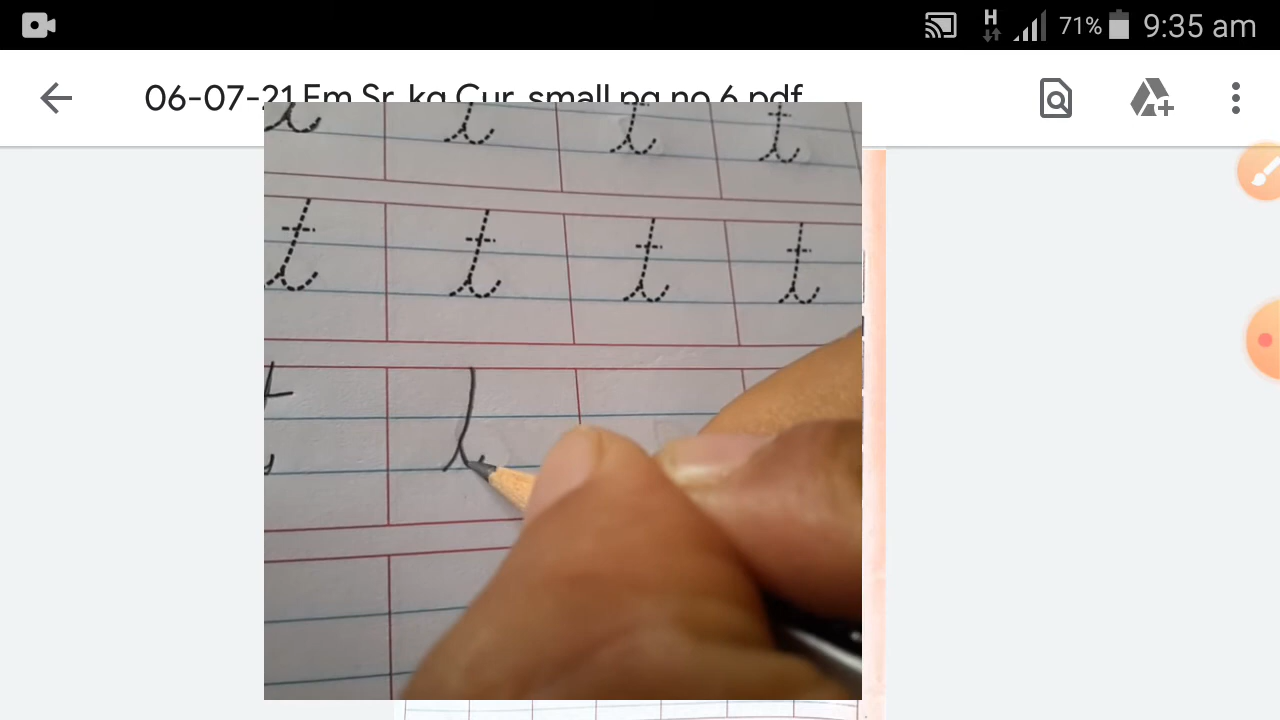 H 71% 9:35 am
06-07-21 Em Sr. kg Cur. small pg no 6.pdf
t t t t
t t t t
t